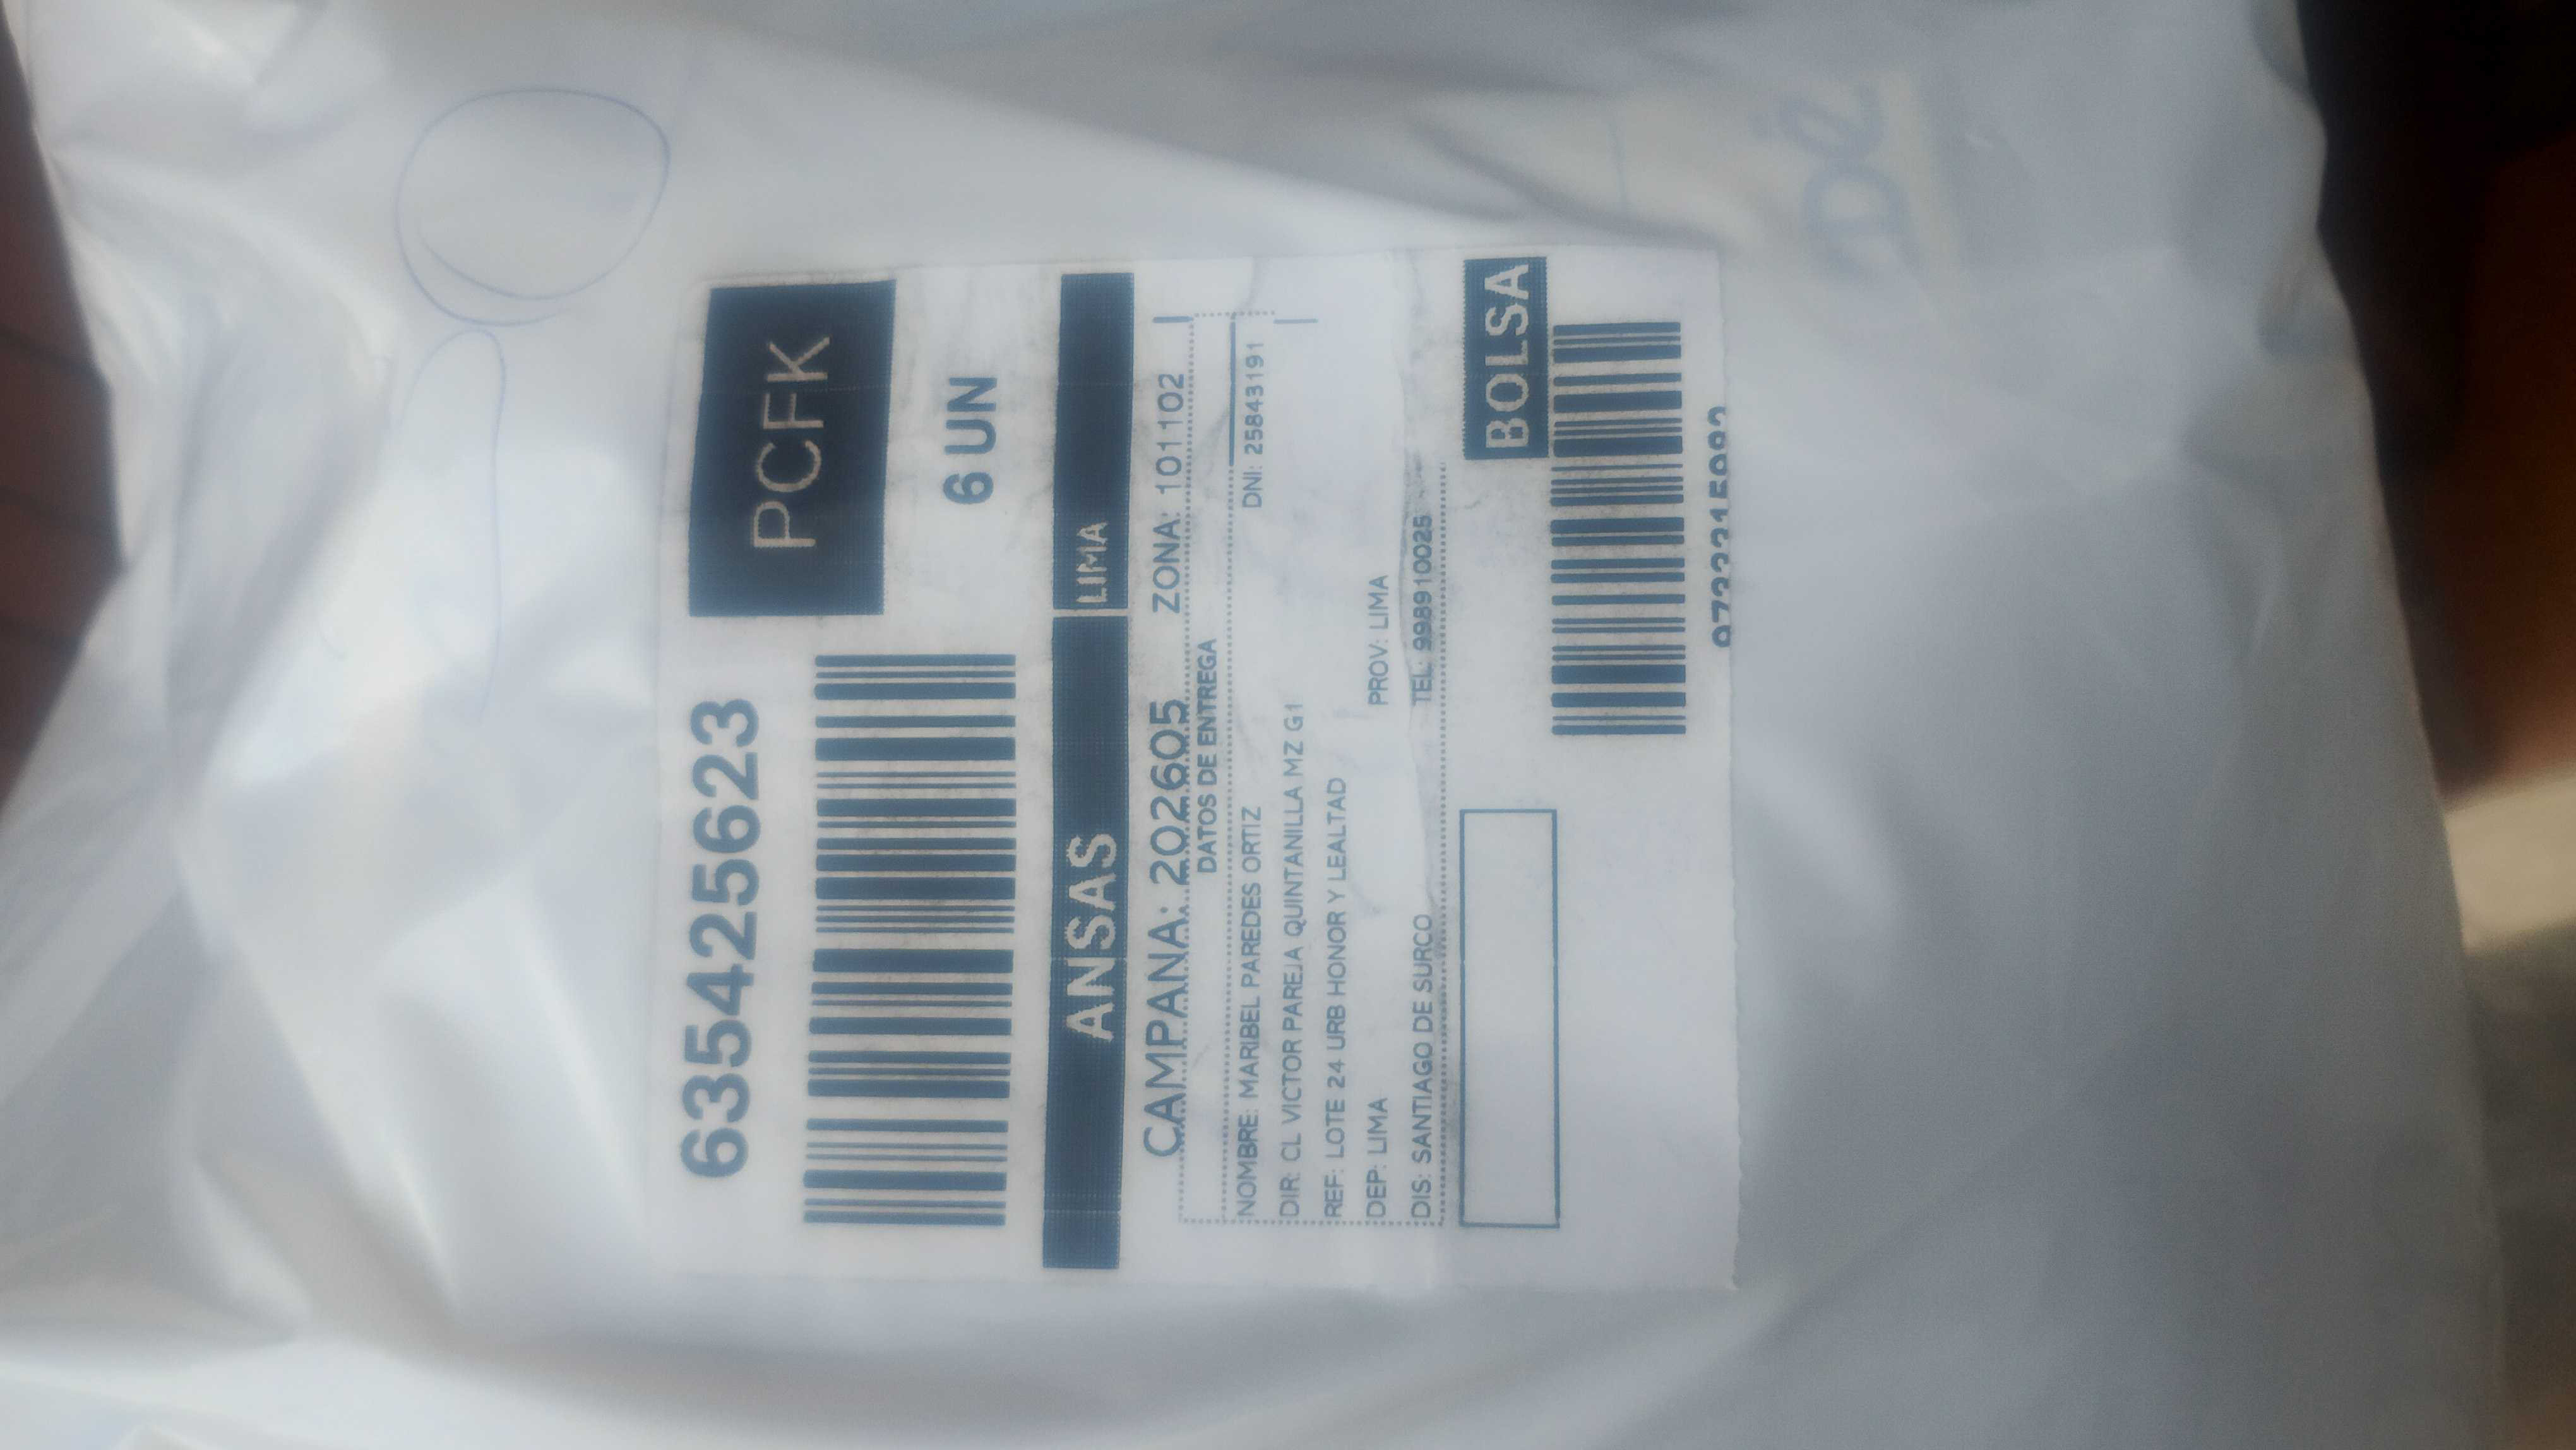 6354425623
PCFK
6 UN
ANSAS LIMA
CAMPANA: 202605 ZONA: 101102
DATOS DE ENTREGA
NOMBRE: MARIBEL PAREDES ORTIZ DNI: 25843191
DIR: CL VICTOR PAREJA QUINTANILLA MZ G1
REF: LOTE 24 URB HONOR Y LEALTAD
DEP: LIMA PROV: LIMA
DIS: SANTIAGO DE SURCO TEL: 998910025
BOLSA